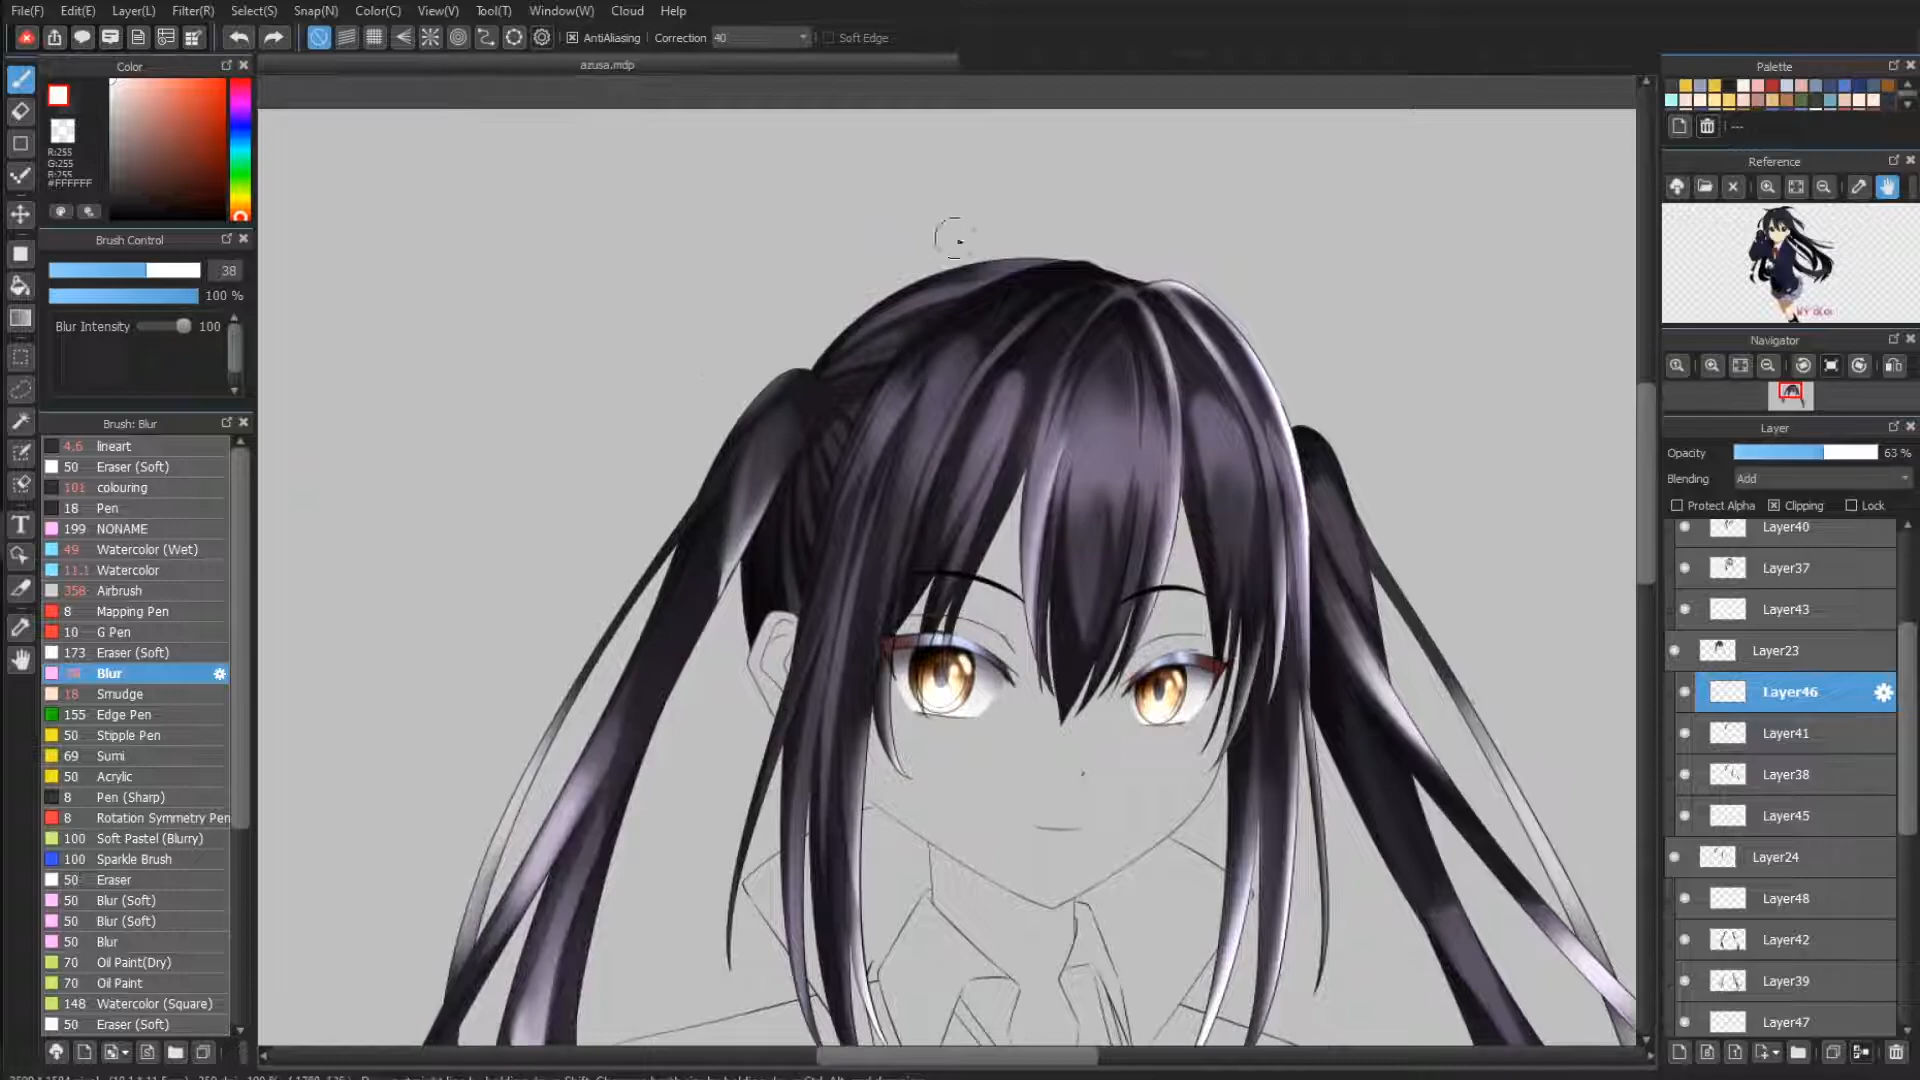 File(F) Edit(E) Layer(L) Filter(R) Select(S) Snap(N) Color(C) View(V) Tool(T) Window(W) Cloud Help
AntiAliasing Correction 40 Soft Edge
azusa.mdp
Color
R:255
G:255
B:255
#FFFFFF
Brush Control
38
100 %
Blur Intensity 100
Brush: Blur
4.6 lineart
50 Eraser (Soft)
101 colouring
18 Pen
199 NONAME
49 Watercolor (Wet)
11.1 Watercolor
358 Airbrush
8 Mapping Pen
10 G Pen
173 Eraser (Soft)
Blur
18 Smudge
155 Edge Pen
50 Stipple Pen
69 Sumi
50 Acrylic
8 Pen (Sharp)
8 Rotation Symmetry Pen
100 Soft Pastel (Blurry)
100 Sparkle Brush
50 Eraser
50 Blur (Soft)
50 Blur (Soft)
50 Blur
70 Oil Paint(Dry)
70 Oil Paint
148 Watercolor (Square)
50 Eraser (Soft)
Palette
---
Reference
Navigator
Layer
Opacity 63 %
Blending Add
Protect Alpha Clipping Lock
Layer40
Layer37
Layer43
Layer23
Layer46
Layer41
Layer38
Layer45
Layer24
Layer48
Layer42
Layer39
Layer47